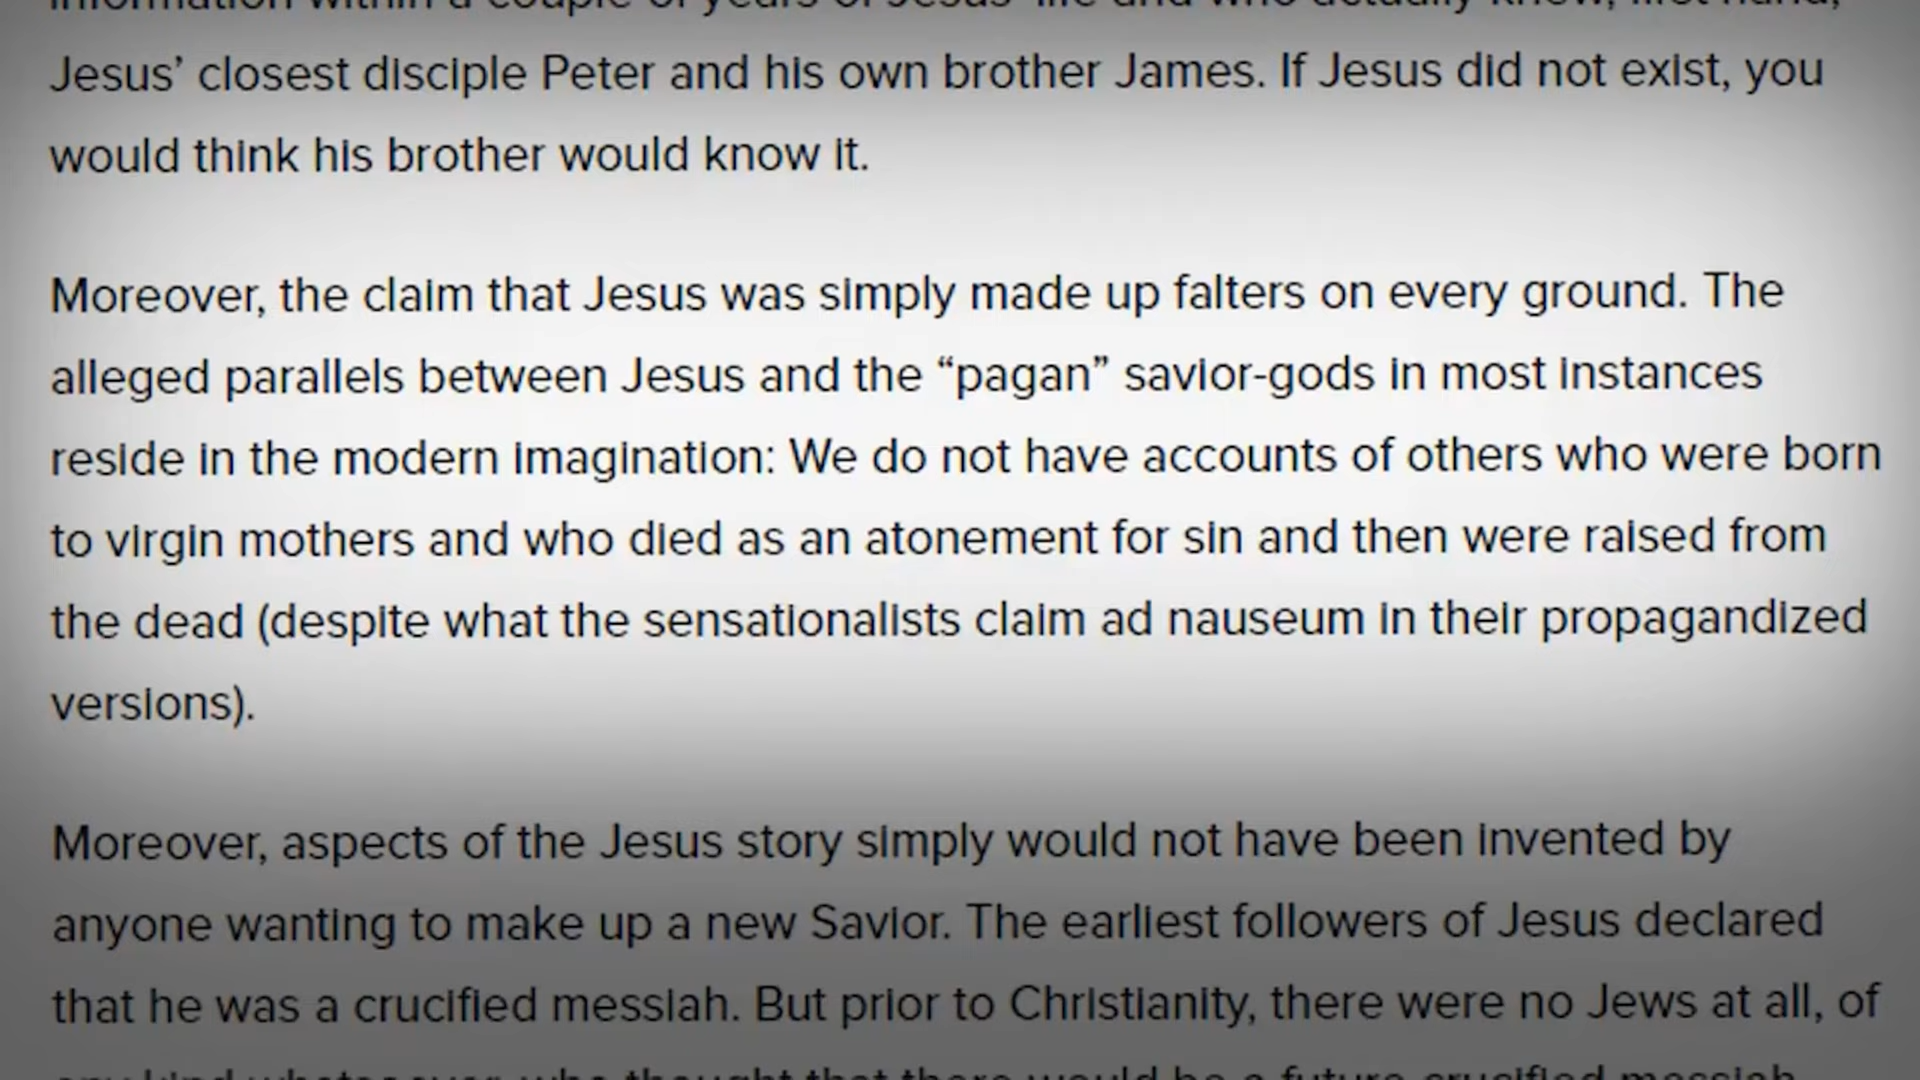 Jesus’ closest disciple Peter and his own brother James. If Jesus did not exist, you
would think his brother would know it.
Moreover, the claim that Jesus was simply made up falters on every ground. The
alleged parallels between Jesus and the “pagan” savior-gods in most instances
reside in the modern imagination: We do not have accounts of others who were born
to virgin mothers and who died as an atonement for sin and then were raised from
the dead (despite what the sensationalists claim ad nauseum in their propagandized
versions).
Moreover, aspects of the Jesus story simply would not have been invented by
anyone wanting to make up a new Savior. The earliest followers of Jesus declared
that he was a crucified messiah. But prior to Christianity, there were no Jews at all, of